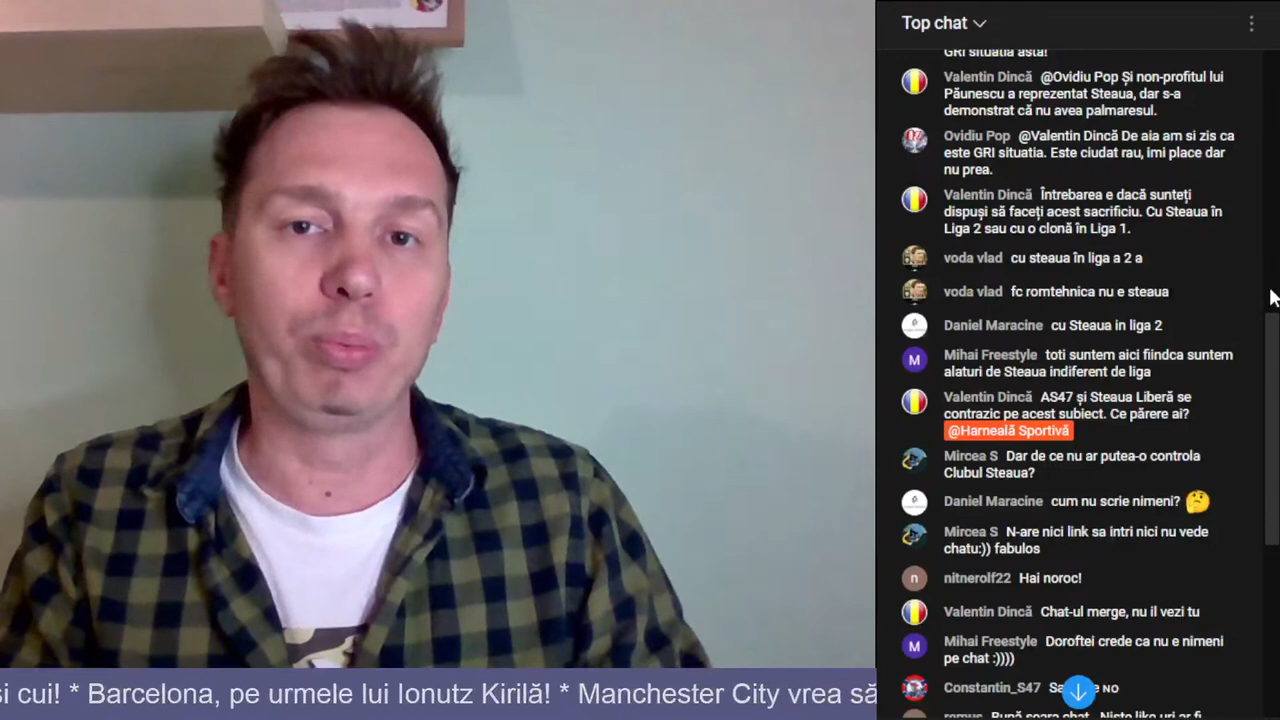 Top chat
GRI situatia asta!
Valentin Dincă @Ovidiu Pop Și non-profitul lui
Păunescu a reprezentat Steaua, dar s-a
demonstrat că nu avea palmaresul.
Ovidiu Pop @Valentin Dincă De aia am si zis ca
este GRI situatia. Este ciudat rau, imi place dar
nu prea.
Valentin Dincă Întrebarea e dacă sunteți
dispuși să faceți acest sacrificiu. Cu Steaua în
Liga 2 sau cu o clonă în Liga 1.
voda vlad cu steaua în liga a 2 a
voda vlad fc romtehnica nu e steaua
Daniel Maracine cu Steaua in liga 2
M
Mihai Freestyle toti suntem aici fiindca suntem
alaturi de Steaua indiferent de liga
Valentin Dincă AS47 și Steaua Liberă se
contrazic pe acest subiect. Ce părere ai?
@Harneală Sportivă
Mircea S Dar de ce nu ar putea-o controla
Clubul Steaua?
Daniel Maracine cum nu scrie nimeni? 🤔
Mircea S N-are nici link sa intri nici nu vede
chatu:)) fabulos
n
nitnerolf22 Hai noroc!
Valentin Dincă Chat-ul merge, nu il vezi tu
M
Mihai Freestyle Doroftei crede ca nu e nimeni
pe chat :))))
Constantin_S47
remus Bună seara chat. Niste like uri ar fi
si cui! * Barcelona, pe urmele lui Ionutz Kirilă! * Manchester City vrea să